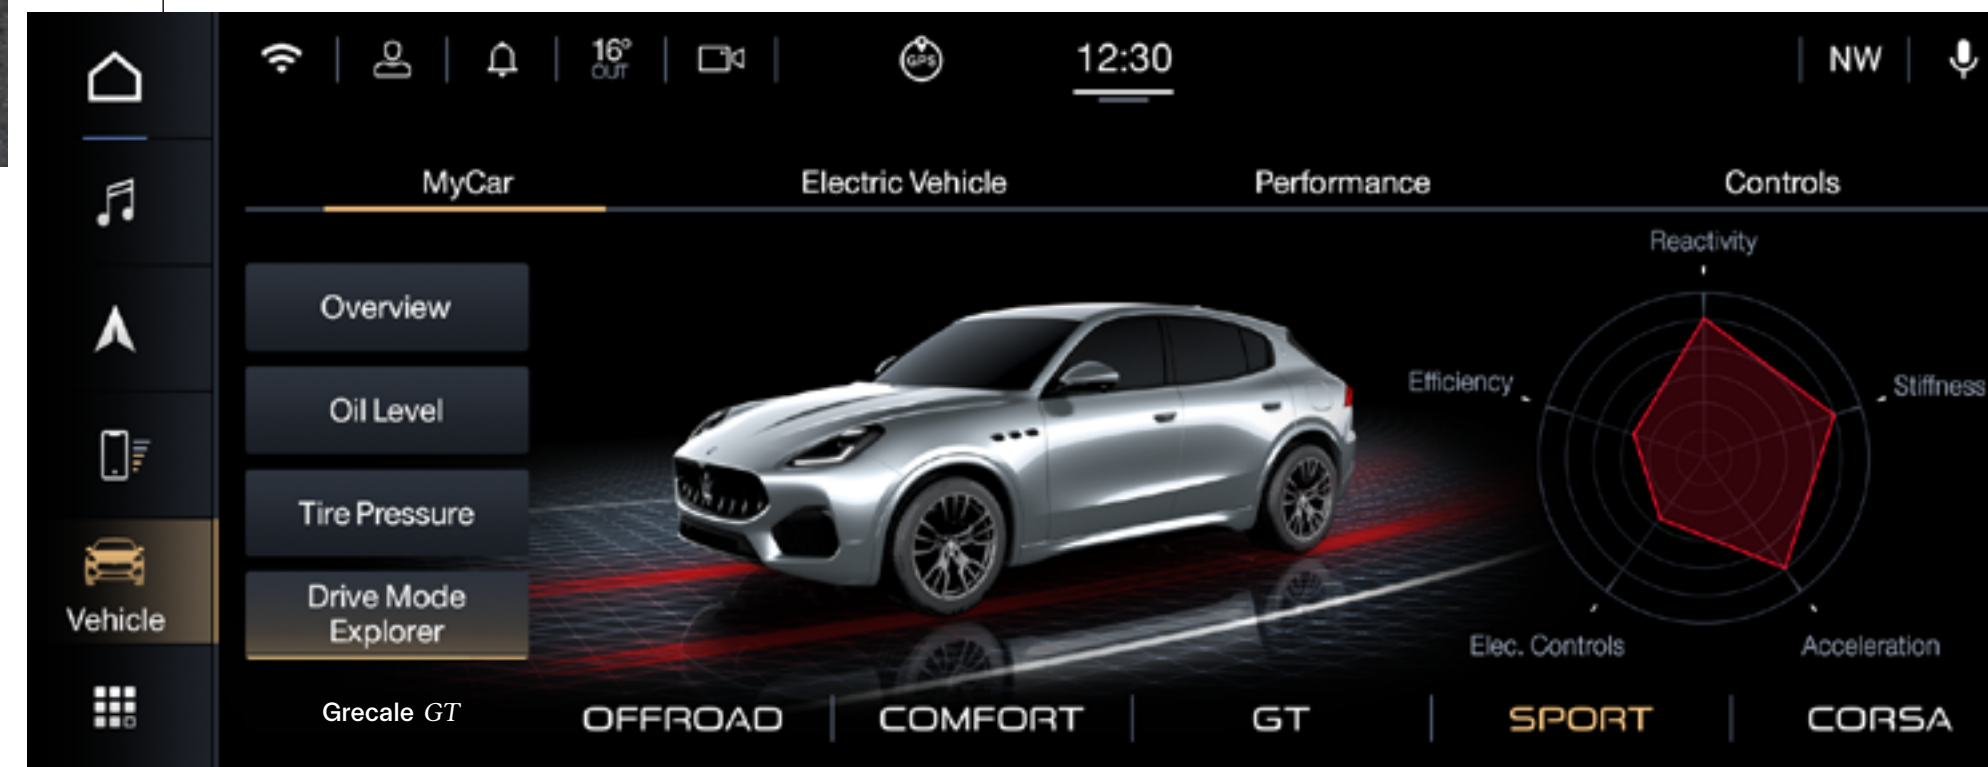 16°
OUT
GPS
12:30
NW
MyCar
Electric Vehicle
Performance
Controls
Overview
Oil Level
Tire Pressure
Drive Mode
Explorer
Reactivity
Efficiency
Stiffness
Elec. Controls
Acceleration
Vehicle
Grecale GT
OFFROAD
COMFORT
GT
SPORT
CORSA